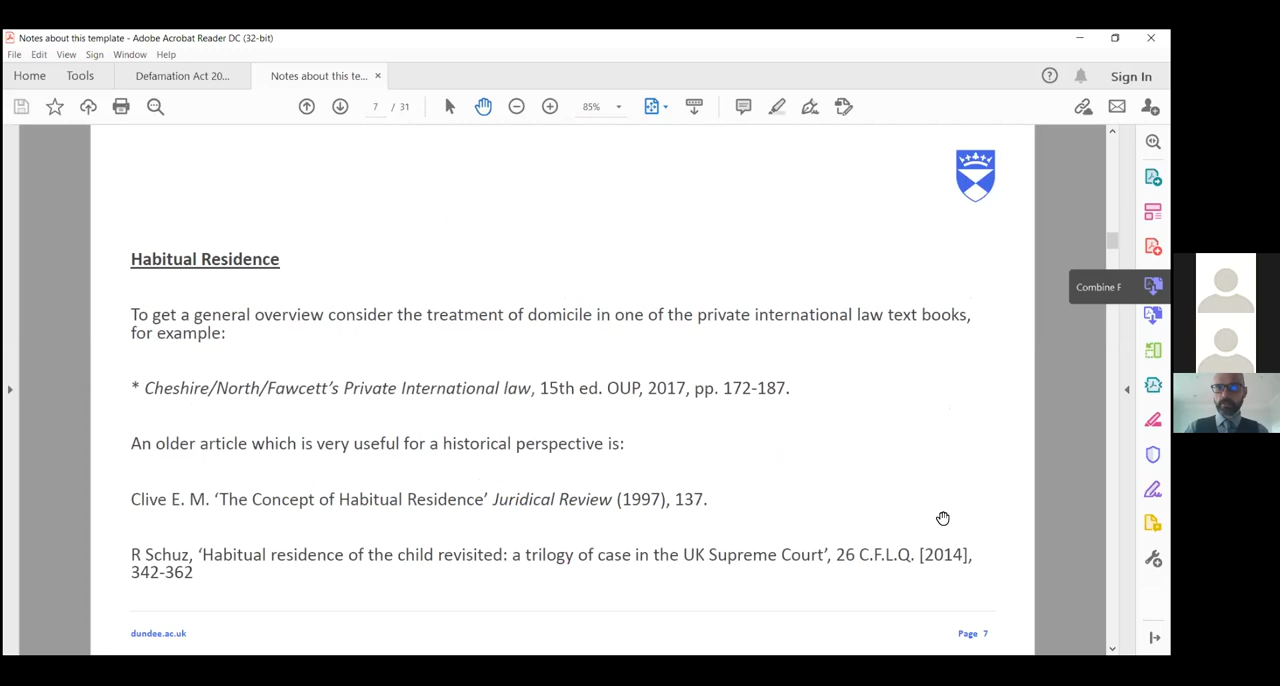 Notes about this template - Adobe Acrobat Reader DC (32-bit)
File Edit View Sign Window Help
Home Tools Defamation Act 20... Notes about this te... × Sign In
7 / 31 85%
Habitual Residence
Combine F
To get a general overview consider the treatment of domicile in one of the private international law text books,
for example:
* Cheshire/North/Fawcett's Private International law, 15th ed. OUP, 2017, pp. 172-187.
An older article which is very useful for a historical perspective is:
Clive E. M. 'The Concept of Habitual Residence' Juridical Review (1997), 137.
R Schuz, 'Habitual residence of the child revisited: a trilogy of case in the UK Supreme Court', 26 C.F.L.Q. [2014],
342-362
dundee.ac.uk Page 7